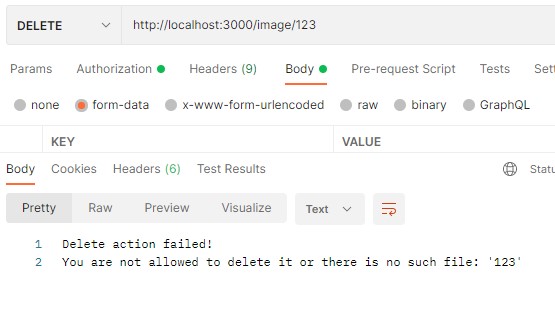 DELETE http://localhost:3000/image/123
Params Authorization Headers (9) Body Pre-request Script Tests Sett
none form-data x-www-form-urlencoded raw binary GraphQL
KEY VALUE
Body Cookies Headers (6) Test Results Statu
Pretty Raw Preview Visualize Text
1 Delete action failed!
2 You are not allowed to delete it or there is no such file: '123'